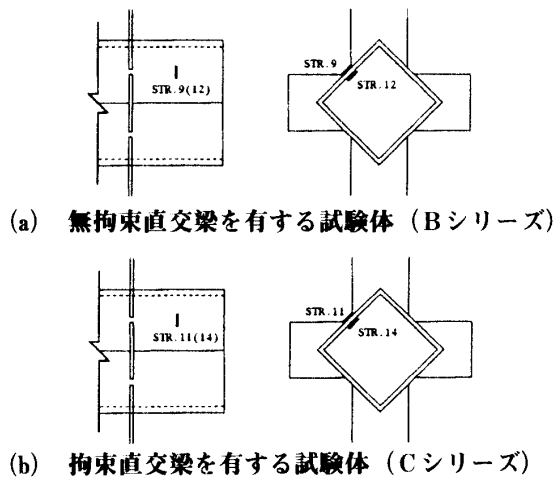 STR.9
STR.9(12)
STR.12
(a) 無拘束直交梁を有する試験体 (Bシリーズ)
STR.11
STR.11(14)
STR.14
(b) 拘束直交梁を有する試験体 (Cシリーズ)